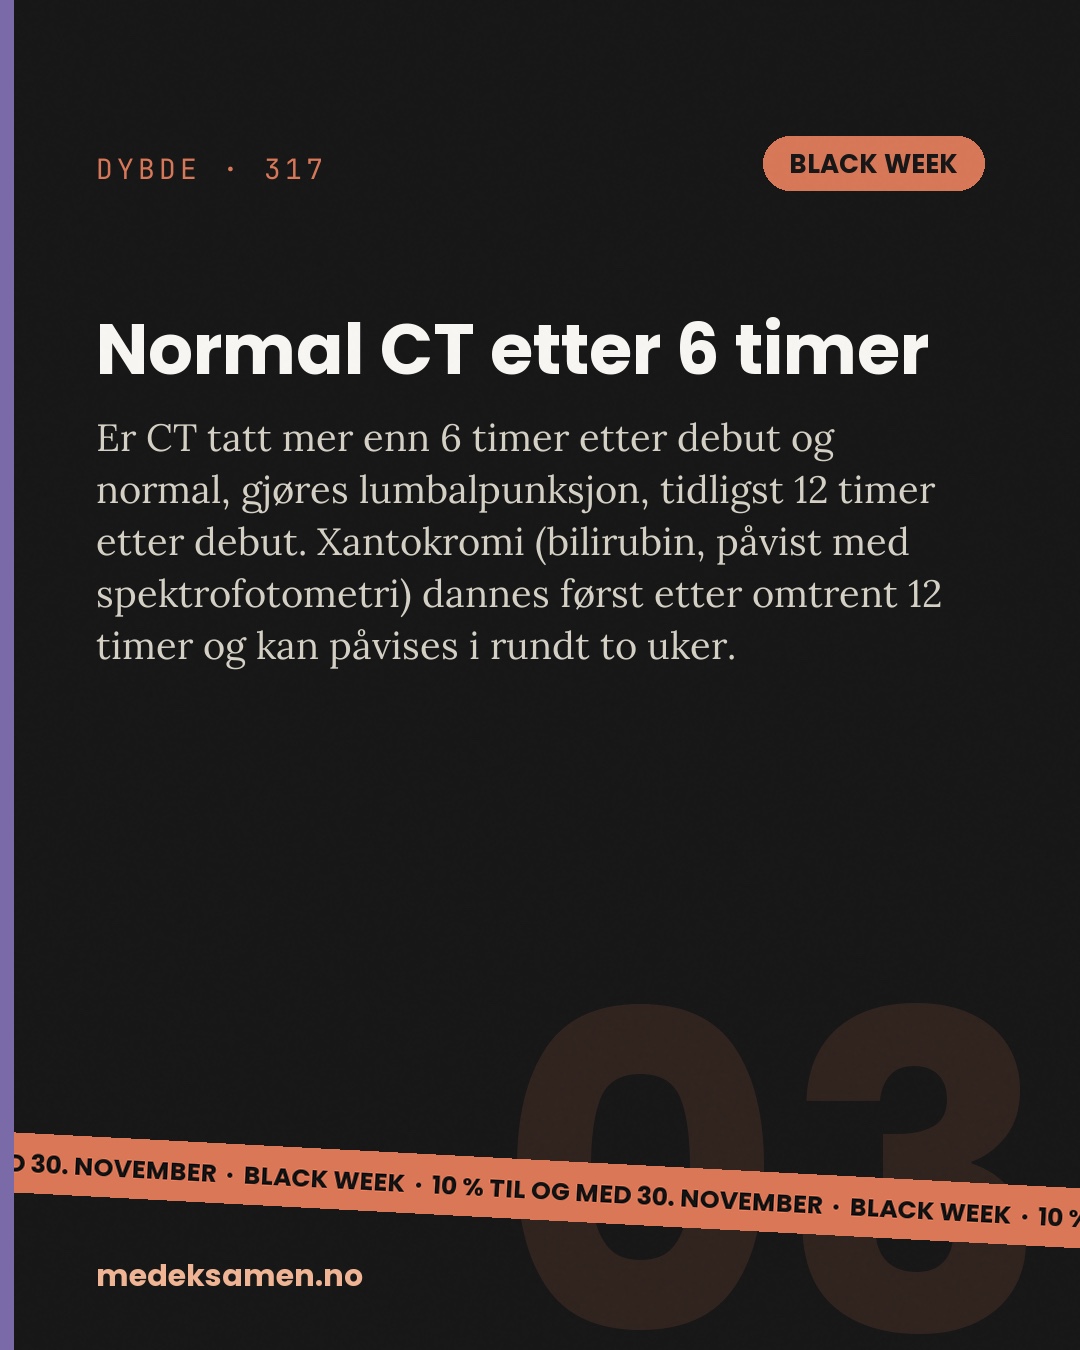 DYBDE · 317
BLACK WEEK
Normal CT etter 6 timer
Er CT tatt mer enn 6 timer etter debut og
normal, gjøres lumbalpunksjon, tidligst 12 timer
etter debut. Xantokromi (bilirubin, påvist med
spektrofotometri) dannes først etter omtrent 12
timer og kan påvises i rundt to uker.
03
30. NOVEMBER · BLACK WEEK · 10 % TIL OG MED 30. NOVEMBER · BLACK WEEK · 10 %
medeksamen.no